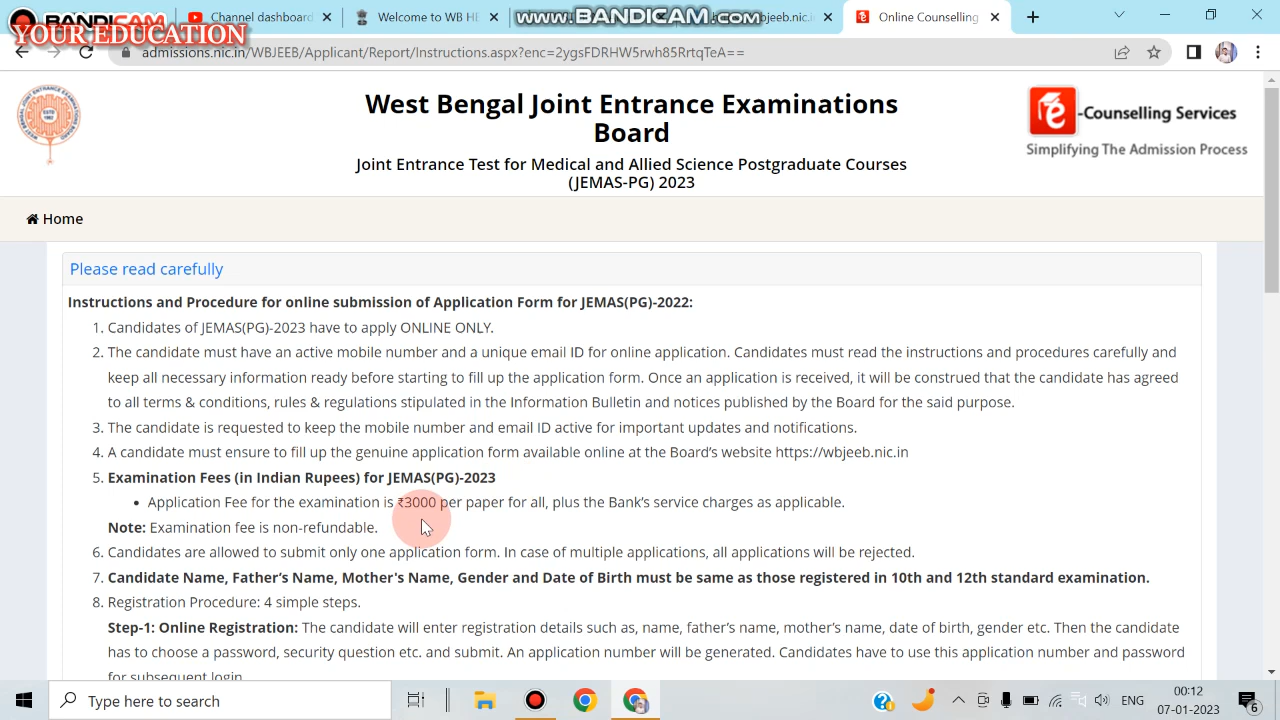 BANDICAM
YOUR EDUCATION
www.BANDICAM.com
Channel dashboard
Welcome to WB
wbjeeb.nic
Online Counselling
admissions.nic.in/WBJEEB/Applicant/Report/Instructions.aspx?enc=2ygsFDRHW5rwh85RrtqTeA==
West Bengal Joint Entrance Examinations
Board
Joint Entrance Test for Medical and Allied Science Postgraduate Courses
(JEMAS-PG) 2023
e-Counselling Services
Simplifying The Admission Process
Home
Please read carefully
Instructions and Procedure for online submission of Application Form for JEMAS(PG)-2022:
1. Candidates of JEMAS(PG)-2023 have to apply ONLINE ONLY.
2. The candidate must have an active mobile number and a unique email ID for online application. Candidates must read the instructions and procedures carefully and
keep all necessary information ready before starting to fill up the application form. Once an application is received, it will be construed that the candidate has agreed
to all terms & conditions, rules & regulations stipulated in the Information Bulletin and notices published by the Board for the said purpose.
3. The candidate is requested to keep the mobile number and email ID active for important updates and notifications.
4. A candidate must ensure to fill up the genuine application form available online at the Board's website https://wbjeeb.nic.in
5. Examination Fees (in Indian Rupees) for JEMAS(PG)-2023
• Application Fee for the examination is ₹3000 per paper for all, plus the Bank's service charges as applicable.
Note: Examination fee is non-refundable.
6. Candidates are allowed to submit only one application form. In case of multiple applications, all applications will be rejected.
7. Candidate Name, Father's Name, Mother's Name, Gender and Date of Birth must be same as those registered in 10th and 12th standard examination.
8. Registration Procedure: 4 simple steps.
Step-1: Online Registration: The candidate will enter registration details such as, name, father's name, mother's name, date of birth, gender etc. Then the candidate
has to choose a password, security question etc. and submit. An application number will be generated. Candidates have to use this application number and password
for subsequent login.
Type here to search
ENG
00:12
07-01-2023
6